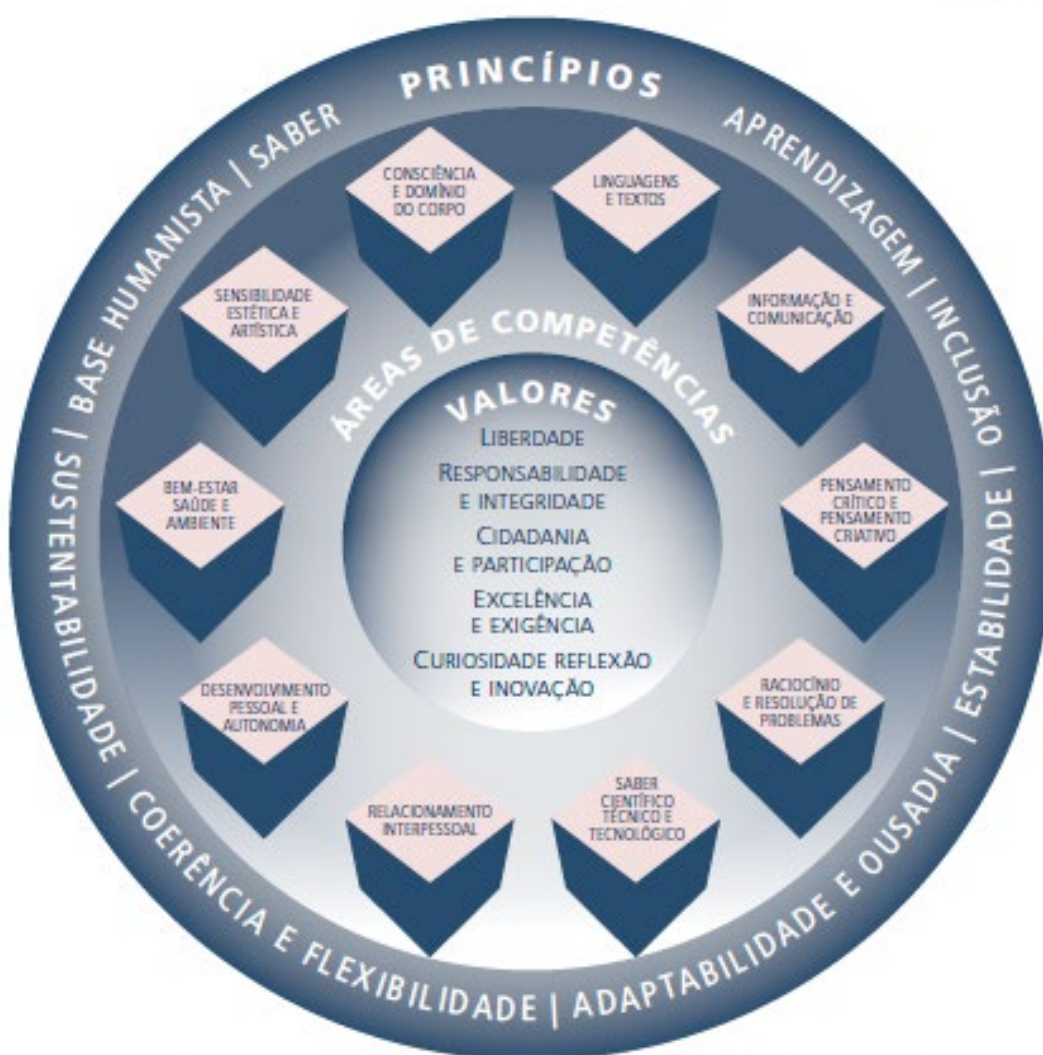 PRINCÍPIOS
APRENDIZAGEM | INCLUSÃO | ESTABILIDADE | ADAPTABILIDADE E OUSADIA | COERÊNCIA E FLEXIBILIDADE | SUSTENTABILIDADE | BASE HUMANISTA | SABER
ÁREAS DE COMPETÊNCIAS
LINGUAGENS
E TEXTOS
INFORMAÇÃO E
COMUNICAÇÃO
PENSAMENTO
CRÍTICO E
PENSAMENTO
CRIATIVO
RACIOCÍNIO
E RESOLUÇÃO DE
PROBLEMAS
SABER
CIENTÍFICO
TÉCNICO E
TECNOLÓGICO
RELACIONAMENTO
INTERPESSOAL
DESENVOLVIMENTO
PESSOAL E
AUTONOMIA
BEM-ESTAR
SAÚDE E
AMBIENTE
SENSIBILIDADE
ESTÉTICA E
ARTÍSTICA
CONSCIÊNCIA
E DOMÍNIO
DO CORPO
VALORES
LIBERDADE
RESPONSABILIDADE
E INTEGRIDADE
CIDADANIA
E PARTICIPAÇÃO
EXCELÊNCIA
E EXIGÊNCIA
CURIOSIDADE REFLEXÃO
E INOVAÇÃO